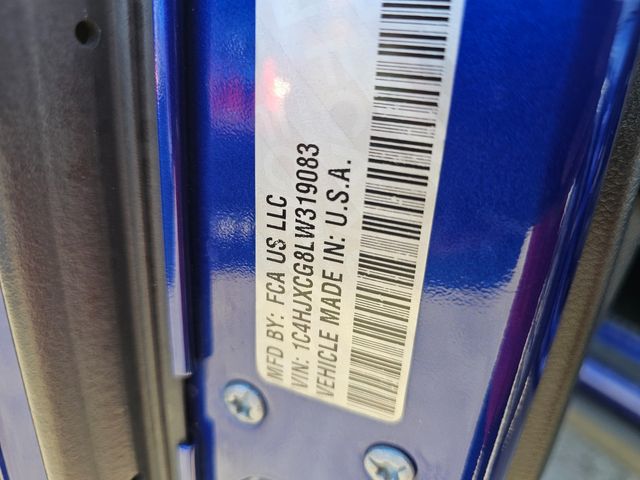 MFD BY: FCA US LLC
VIN: 1C4HJXCG8LW319083
VEHICLE MADE IN: U.S.A.